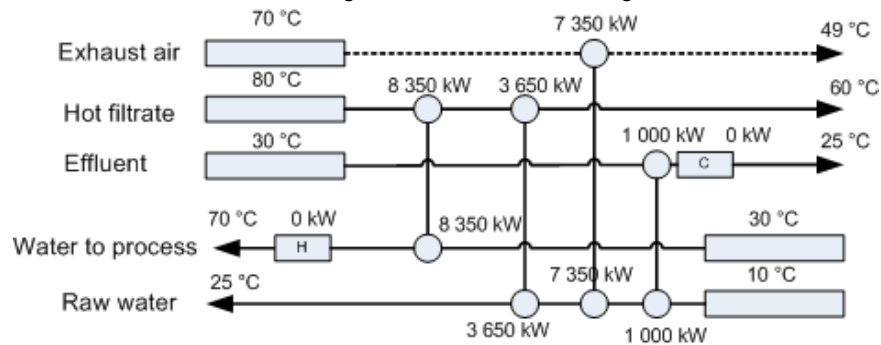 70 °C
7 350 kW
49 °C
Exhaust air
80 °C
8 350 kW
3 650 kW
60 °C
Hot filtrate
30 °C
1 000 kW
0 kW
25 °C
Effluent
C
70 °C
0 kW
8 350 kW
30 °C
Water to process
H
25 °C
7 350 kW
10 °C
Raw water
3 650 kW
1 000 kW